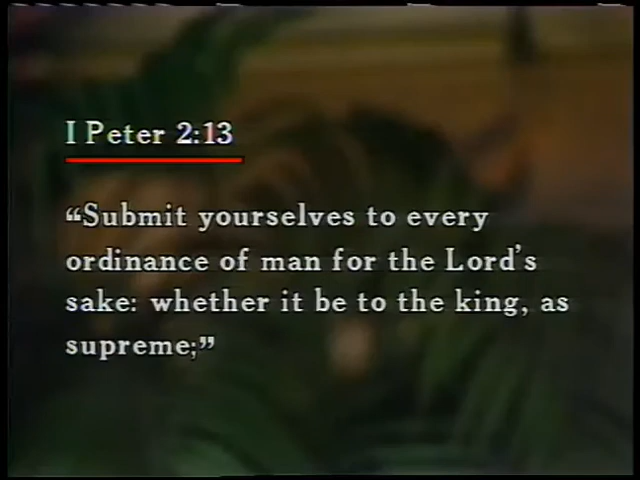 I Peter 2:13
“Submit yourselves to every
ordinance of man for the Lord's
sake: whether it be to the king, as
supreme;”